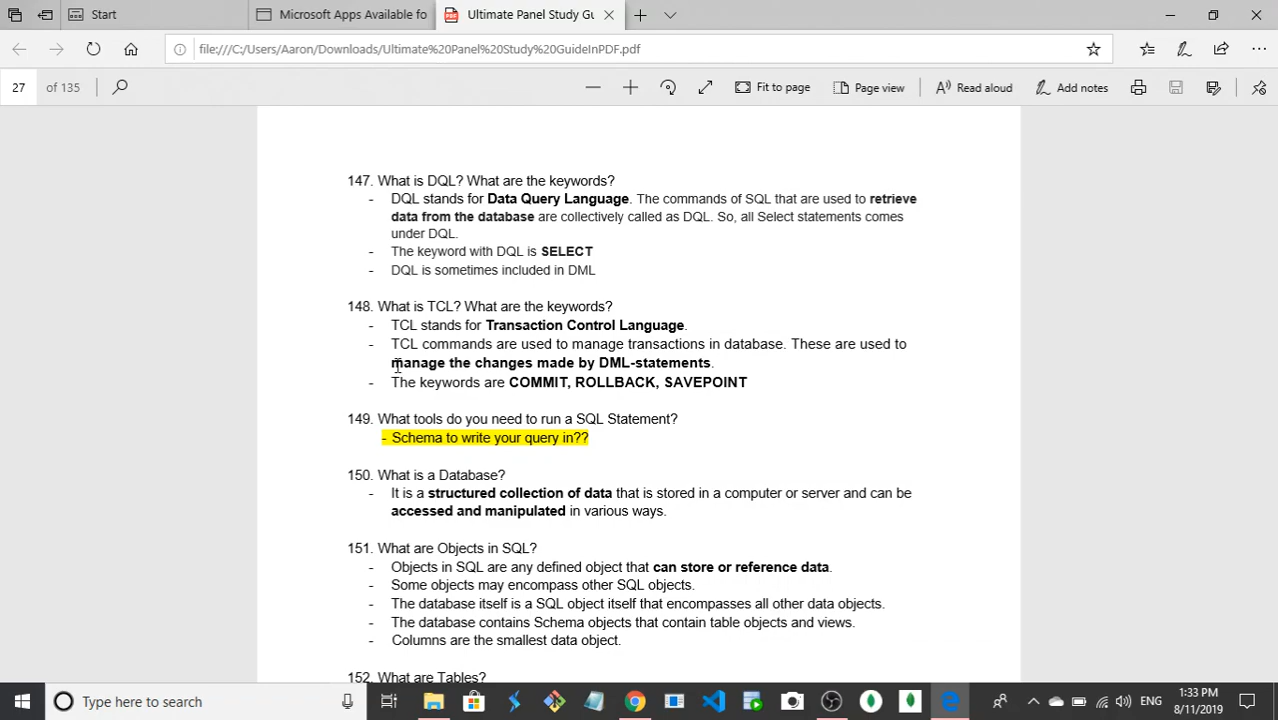 Start
Microsoft Apps Available fo
Ultimate Panel Study Gu
file:///C:/Users/Aaron/Downloads/Ultimate%20Panel%20Study%20GuideInPDF.pdf
27 of 135
Fit to page
Page view
Read aloud
Add notes
147. What is DQL? What are the keywords?
- DQL stands for Data Query Language. The commands of SQL that are used to retrieve
data from the database are collectively called as DQL. So, all Select statements comes
under DQL.
- The keyword with DQL is SELECT
- DQL is sometimes included in DML
148. What is TCL? What are the keywords?
- TCL stands for Transaction Control Language.
- TCL commands are used to manage transactions in database. These are used to
manage the changes made by DML-statements.
- The keywords are COMMIT, ROLLBACK, SAVEPOINT
149. What tools do you need to run a SQL Statement?
- Schema to write your query in??
150. What is a Database?
- It is a structured collection of data that is stored in a computer or server and can be
accessed and manipulated in various ways.
151. What are Objects in SQL?
- Objects in SQL are any defined object that can store or reference data.
- Some objects may encompass other SQL objects.
- The database itself is a SQL object itself that encompasses all other data objects.
- The database contains Schema objects that contain table objects and views.
- Columns are the smallest data object.
152. What are Tables?
Type here to search
ENG
1:33 PM
8/11/2019